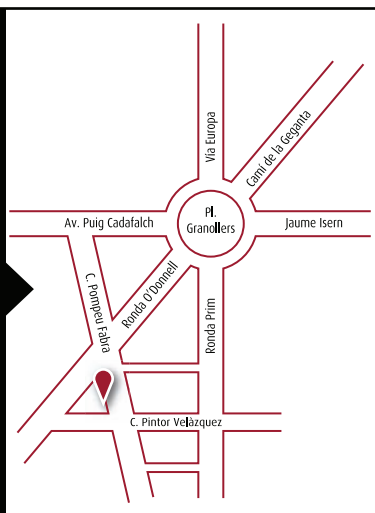 Via Europa
Camí de la Geganta
Pl.
Granollers
Av. Puig Cadafalch
Jaume Isern
C. Pompeu Fabra
Ronda O'Donnell
Ronda Prim
C. Pintor Velàzquez